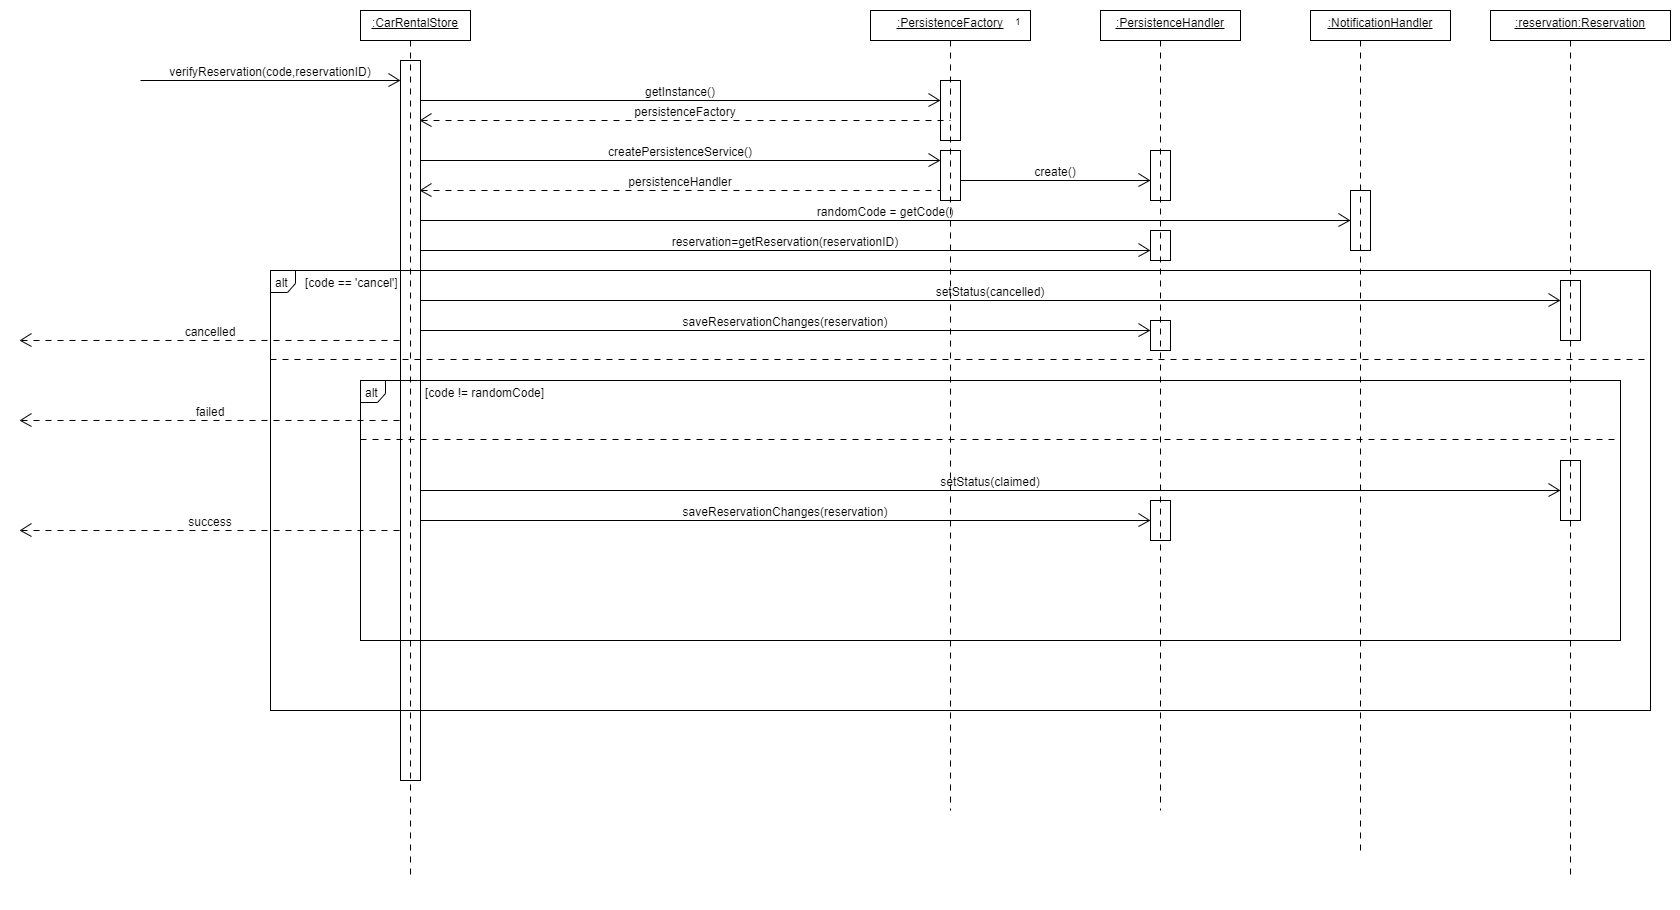 :CarRentalStore
:PersistenceFactory 1
:PersistenceHandler
:NotificationHandler
:reservation:Reservation
verifyReservation(code,reservationID)
getInstance()
persistenceFactory
createPersistenceService()
create()
persistenceHandler
randomCode = getCode()
reservation=getReservation(reservationID)
alt [code == 'cancel']
setStatus(cancelled)
saveReservationChanges(reservation)
cancelled
alt [code != randomCode]
failed
setStatus(claimed)
saveReservationChanges(reservation)
success